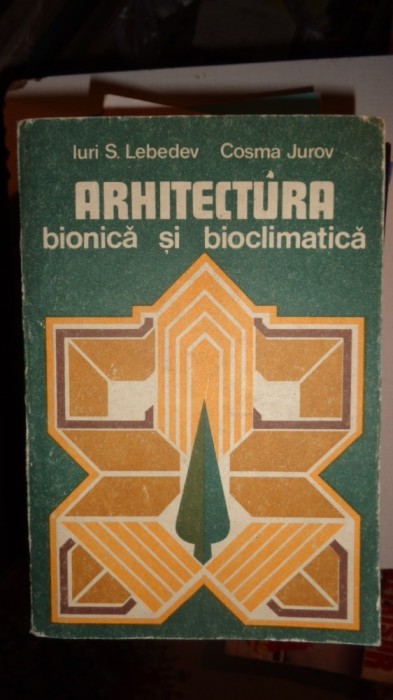 Iuri S. Lebedev Cosma Jurov
ARHITECTURA
bionică și bioclimatică